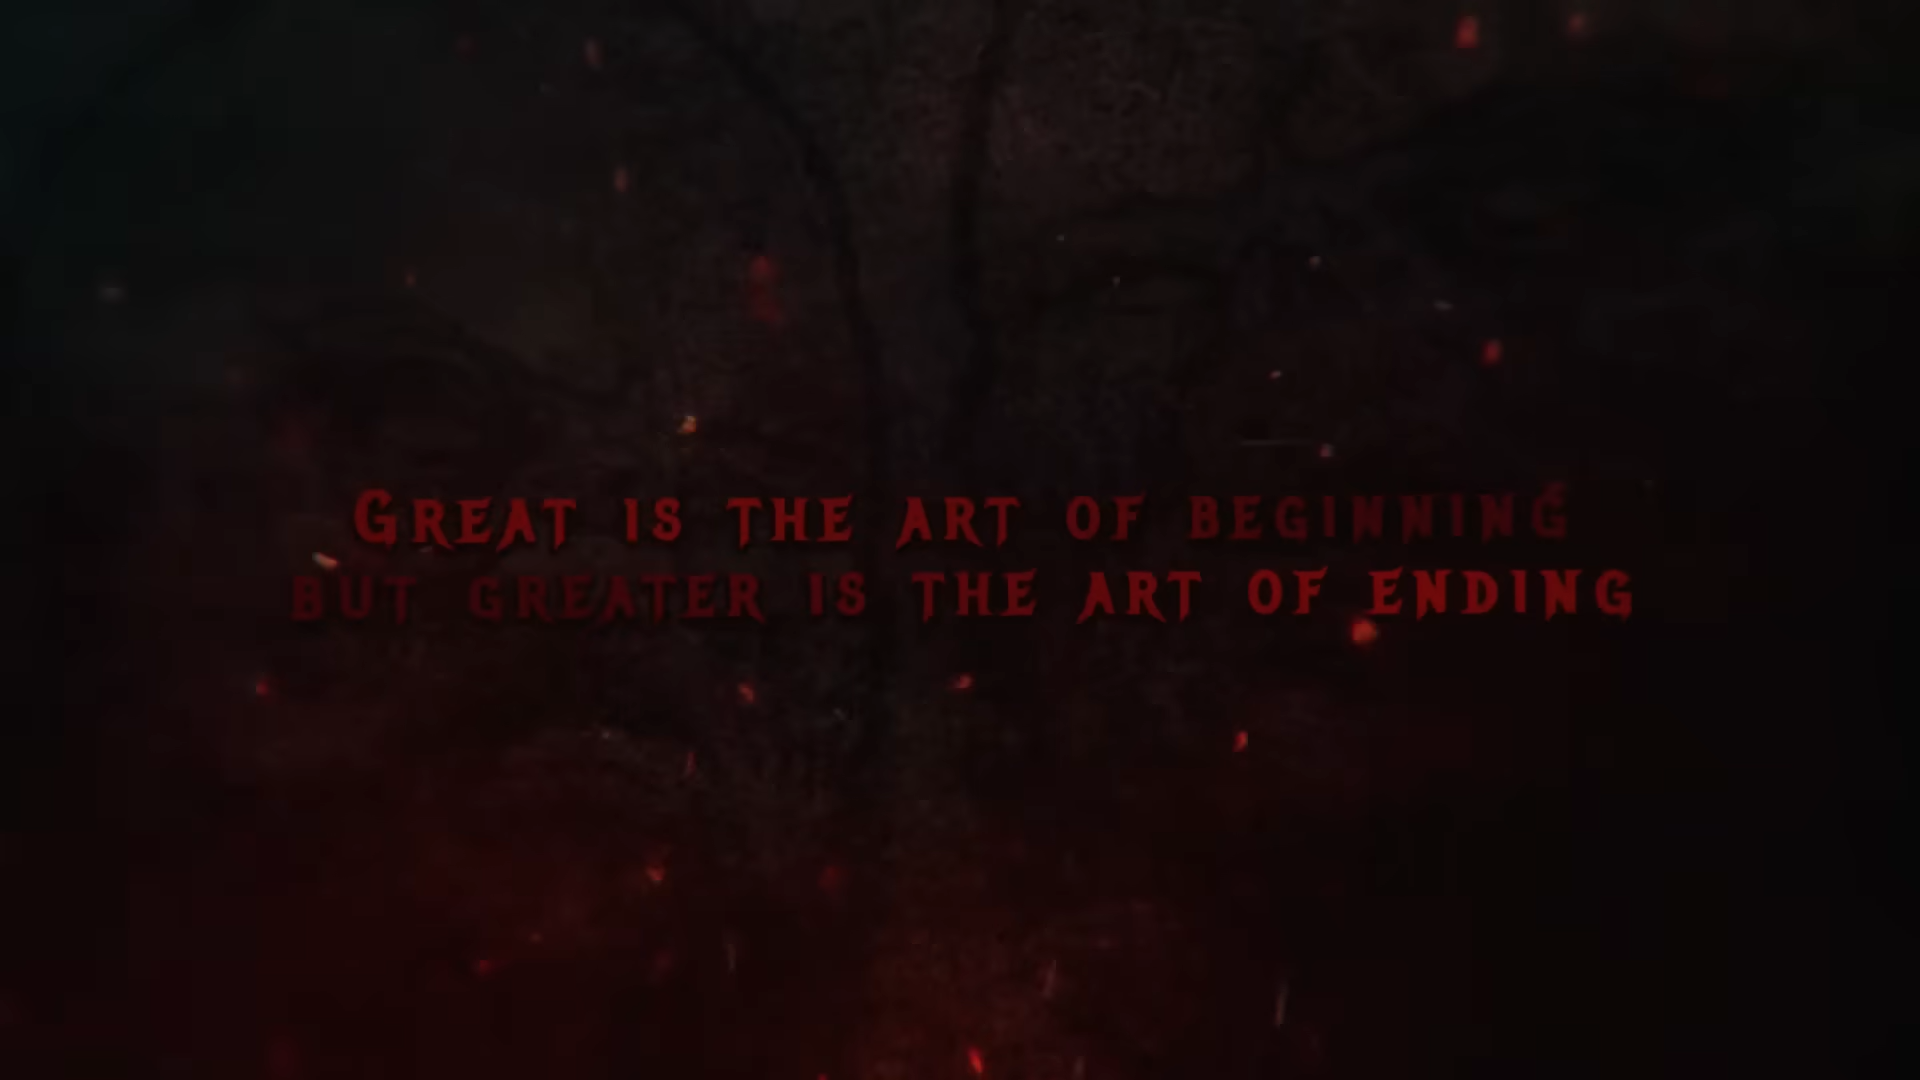 Great is the art of beginning
but greater is the art of ending